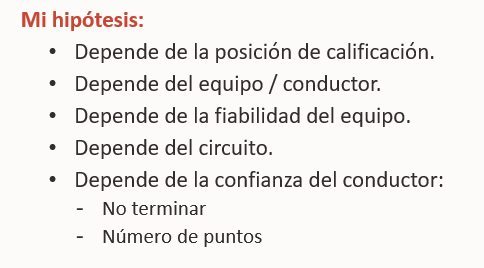 Mi hipótesis:
• Depende de la posición de calificación.
• Depende del equipo / conductor.
• Depende de la fiabilidad del equipo.
• Depende del circuito.
• Depende de la confianza del conductor:
- No terminar
- Número de puntos